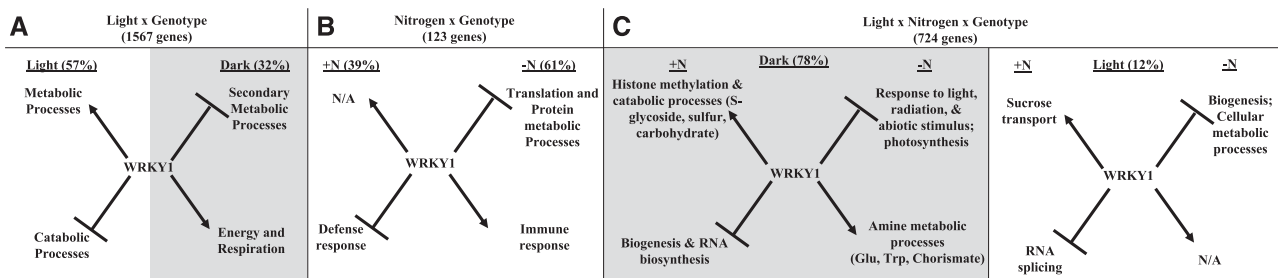 A
Light x Genotype
(1567 genes)
Light (57%)
Dark (32%)
Metabolic
Processes
Secondary
Metabolic
Processes
WRKY1
Catabolic
Processes
Energy and
Respiration
B
Nitrogen x Genotype
(123 genes)
+N (39%)
-N (61%)
N/A
Translation and
Protein
metabolic
Processes
WRKY1
Defense
response
Immune
response
C
Light x Nitrogen x Genotype
(724 genes)
+N
Dark (78%)
-N
Histone methylation &
catabolic processes (S-
glycoside, sulfur,
carbohydrate)
Response to light,
radiation, &
abiotic stimulus;
photosynthesis
WRKY1
Biogenesis & RNA
biosynthesis
Amine metabolic
processes
(Glu, Trp, Chorismate)
+N
Light (12%)
-N
Sucrose
transport
Biogenesis;
Cellular
metabolic
processes
WRKY1
RNA
splicing
N/A